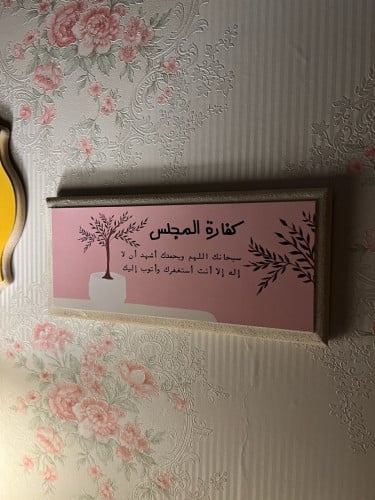 كفارة المجلس
سبحانك اللهم وبحمدك أشهد أن لا
إله إلا أنت أستغفرك وأتوب إليك